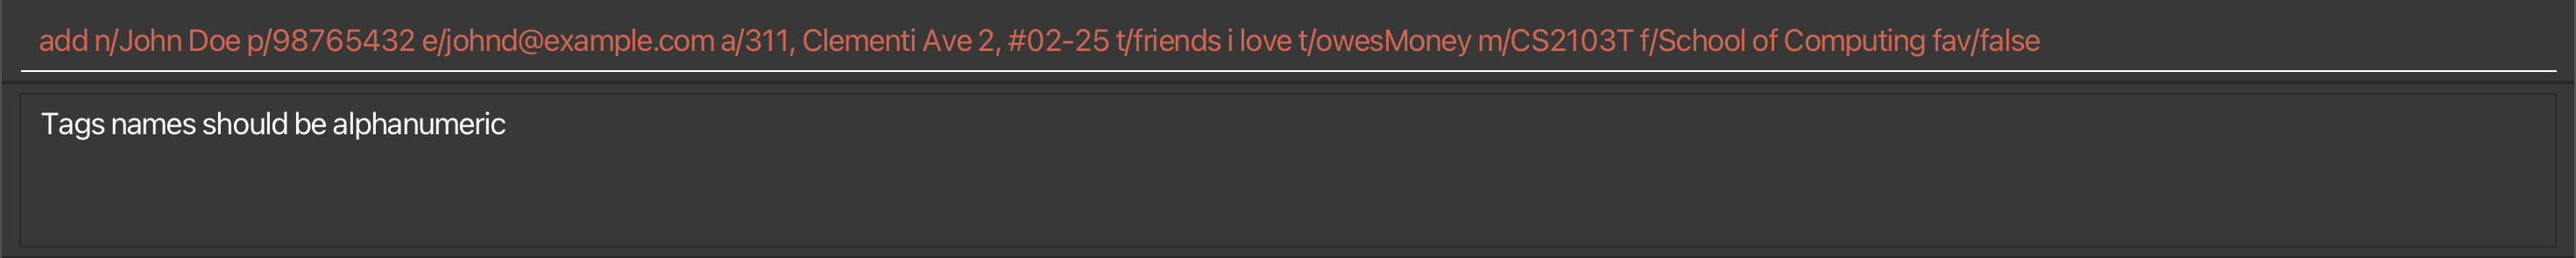 add n/John Doe p/98765432 e/johnd@example.com a/311, Clementi Ave 2, #02-25 t/friends i love t/owesMoney m/CS2103T f/School of Computing fav/false
Tags names should be alphanumeric